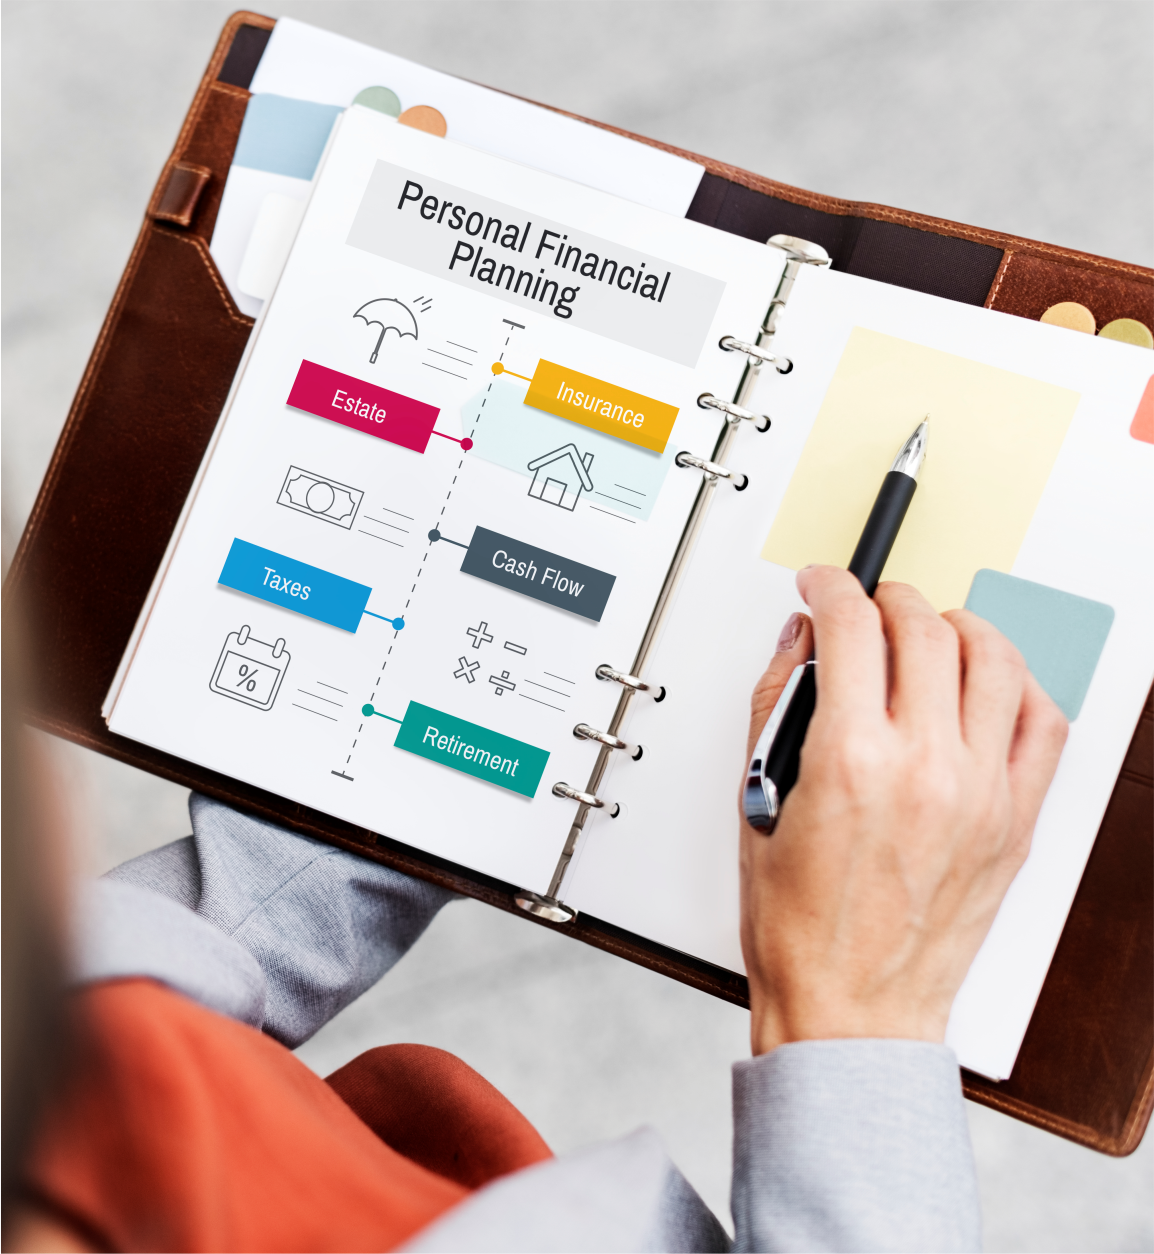 Personal Financial
Planning
Insurance
Estate
Cash Flow
Taxes
%
Retirement